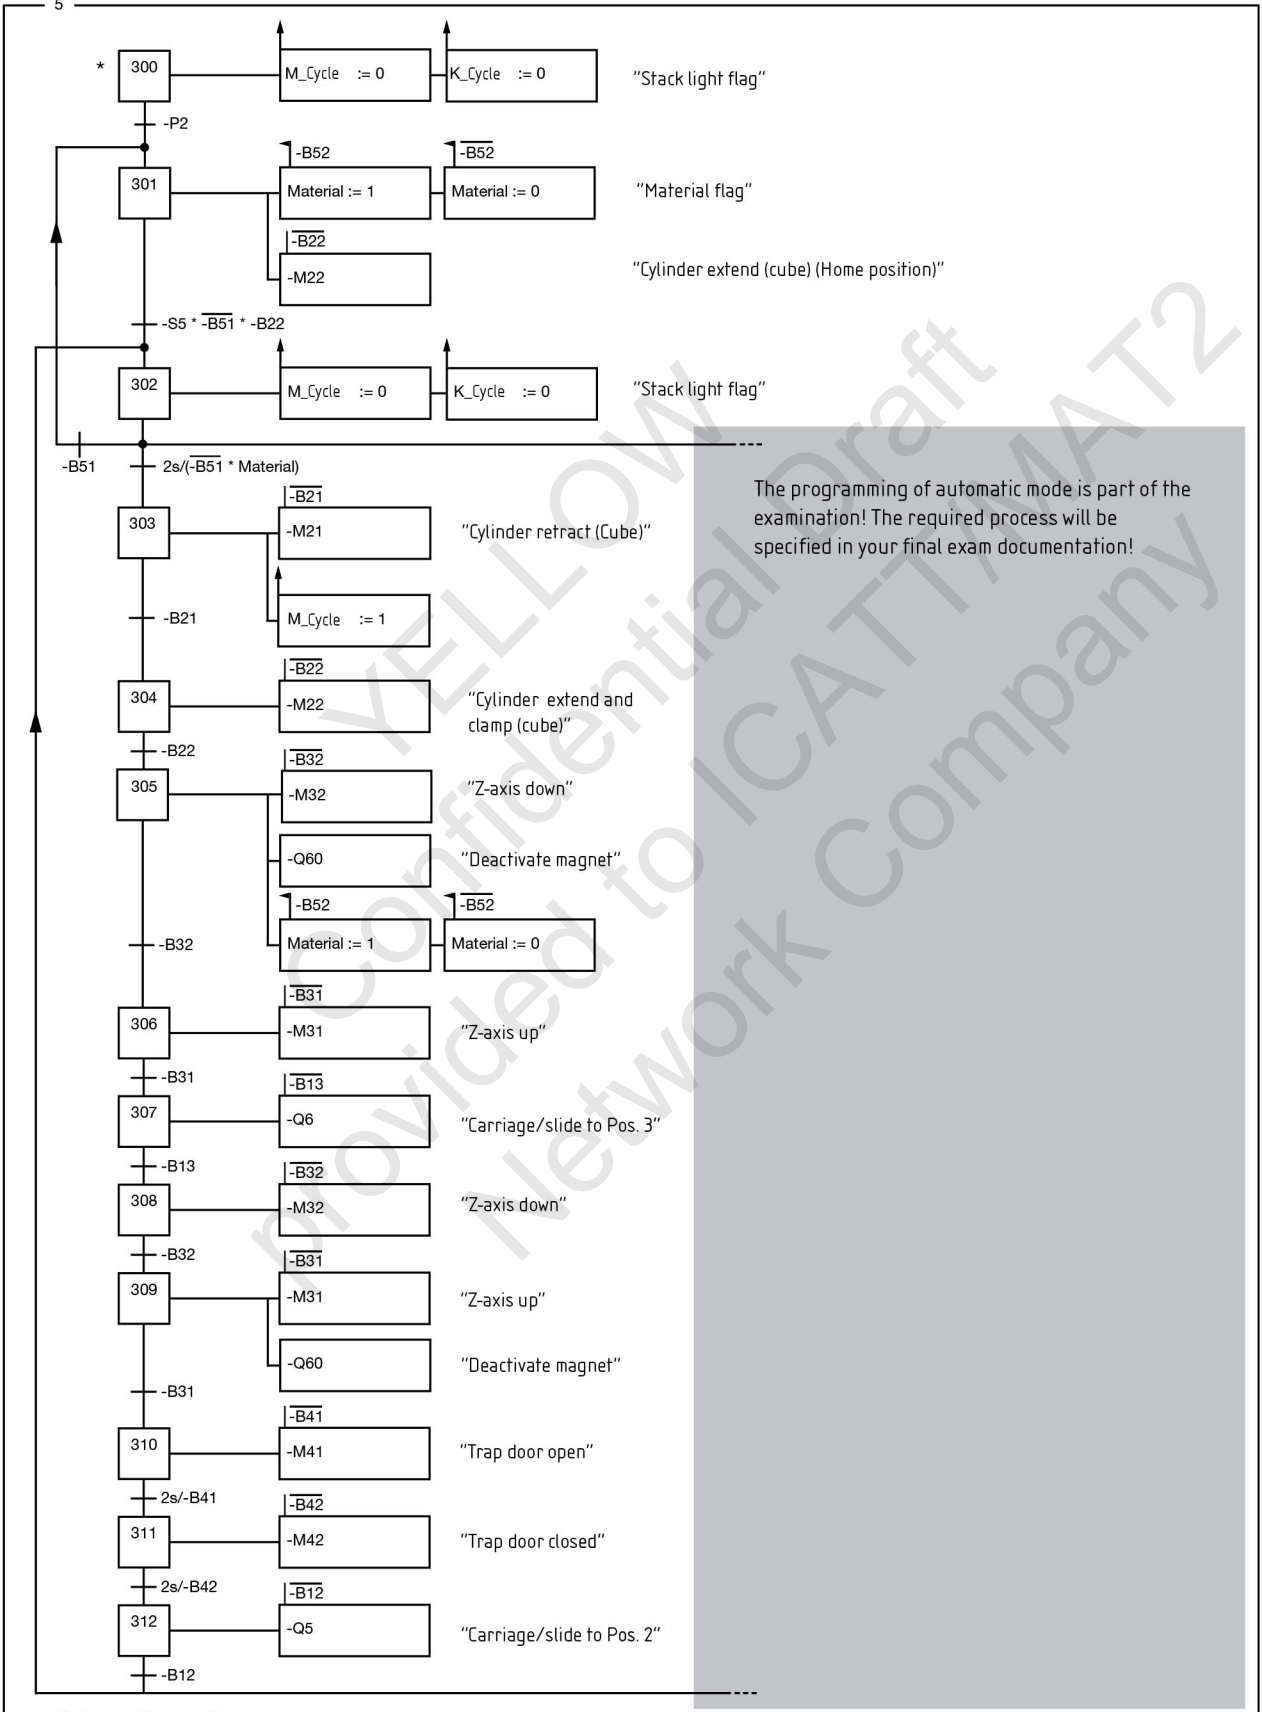 5
*
300
M_Cycle := 0
K_Cycle := 0
"Stack light flag"
-P2
-B52
-B52
301
Material := 1
Material := 0
"Material flag"
-B22
-M22
"Cylinder extend (cube) (Home position)"
-S5 * -B51 * -B22
302
M_Cycle := 0
K_Cycle := 0
"Stack light flag"
-B51
2s/(-B51 * Material)
The programming of automatic mode is part of the
examination! The required process will be
specified in your final exam documentation!
-B21
303
-M21
"Cylinder retract (Cube)"
-B21
M_Cycle := 1
-B22
304
-M22
"Cylinder extend and
clamp (cube)"
-B22
-B32
305
-M32
"Z-axis down"
-Q60
"Deactivate magnet"
-B52
-B52
-B32
Material := 1
Material := 0
-B31
306
-M31
"Z-axis up"
-B31
-B13
307
-Q6
"Carriage/slide to Pos. 3"
-B13
-B32
308
-M32
"Z-axis down"
-B32
-B31
309
-M31
"Z-axis up"
-Q60
"Deactivate magnet"
-B31
-B41
310
-M41
"Trap door open"
2s/-B41
-B42
311
-M42
"Trap door closed"
2s/-B42
-B12
312
-Q5
"Carriage/slide to Pos. 2"
-B12
YELLOW
Confidential Draft
provided to ICATT/MAT2
Network Company